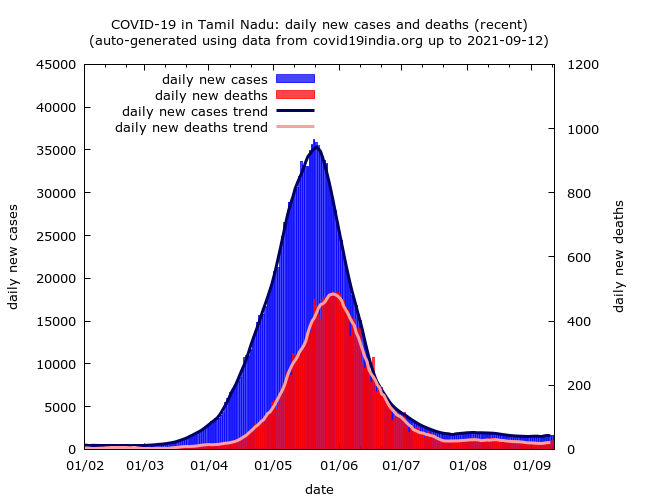 COVID-19 in Tamil Nadu: daily new cases and deaths (recent)
(auto-generated using data from covid19india.org up to 2021-09-12)
daily new cases
daily new deaths
daily new cases trend
daily new deaths trend
45000
40000
35000
30000
25000
20000
15000
10000
5000
0
daily new cases
1200
1000
800
600
400
200
0
daily new deaths
01/02 01/03 01/04 01/05 01/06 01/07 01/08 01/09
date